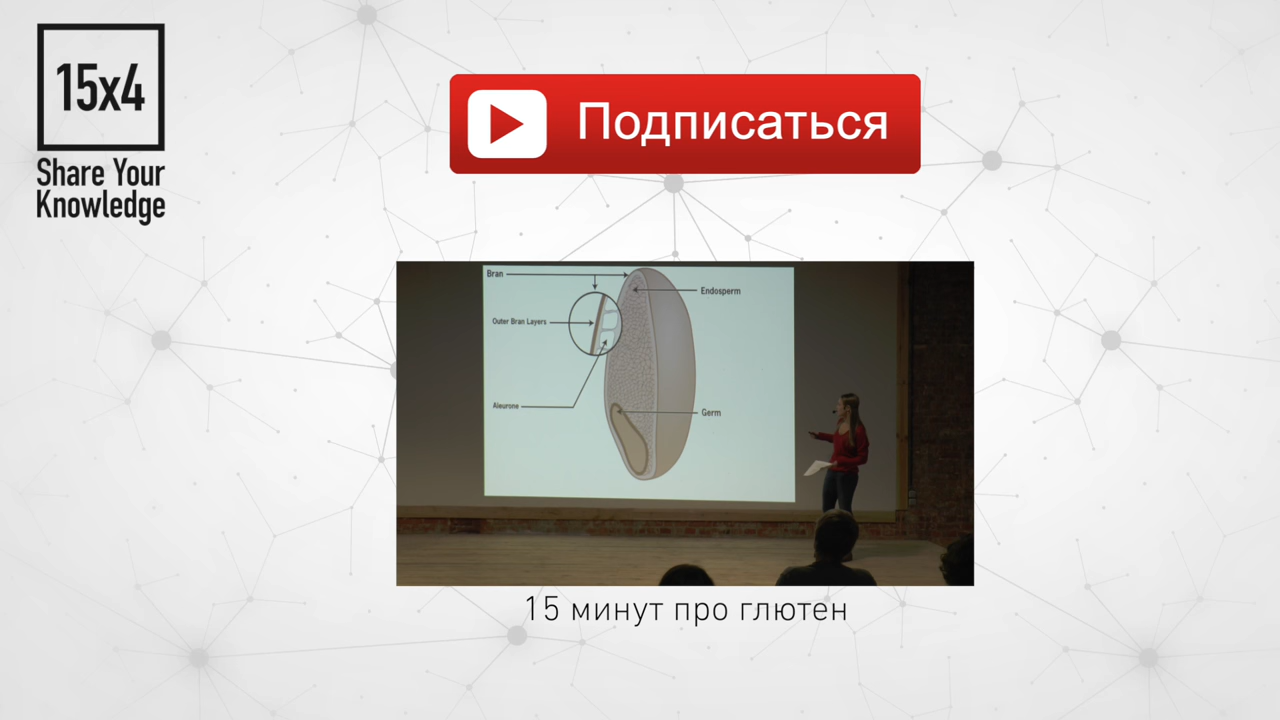 15x4
Share Your
Knowledge
Подписаться
Bran
Endosperm
Outer Bran Layers
Aleurone
Germ
15 минут про глютен